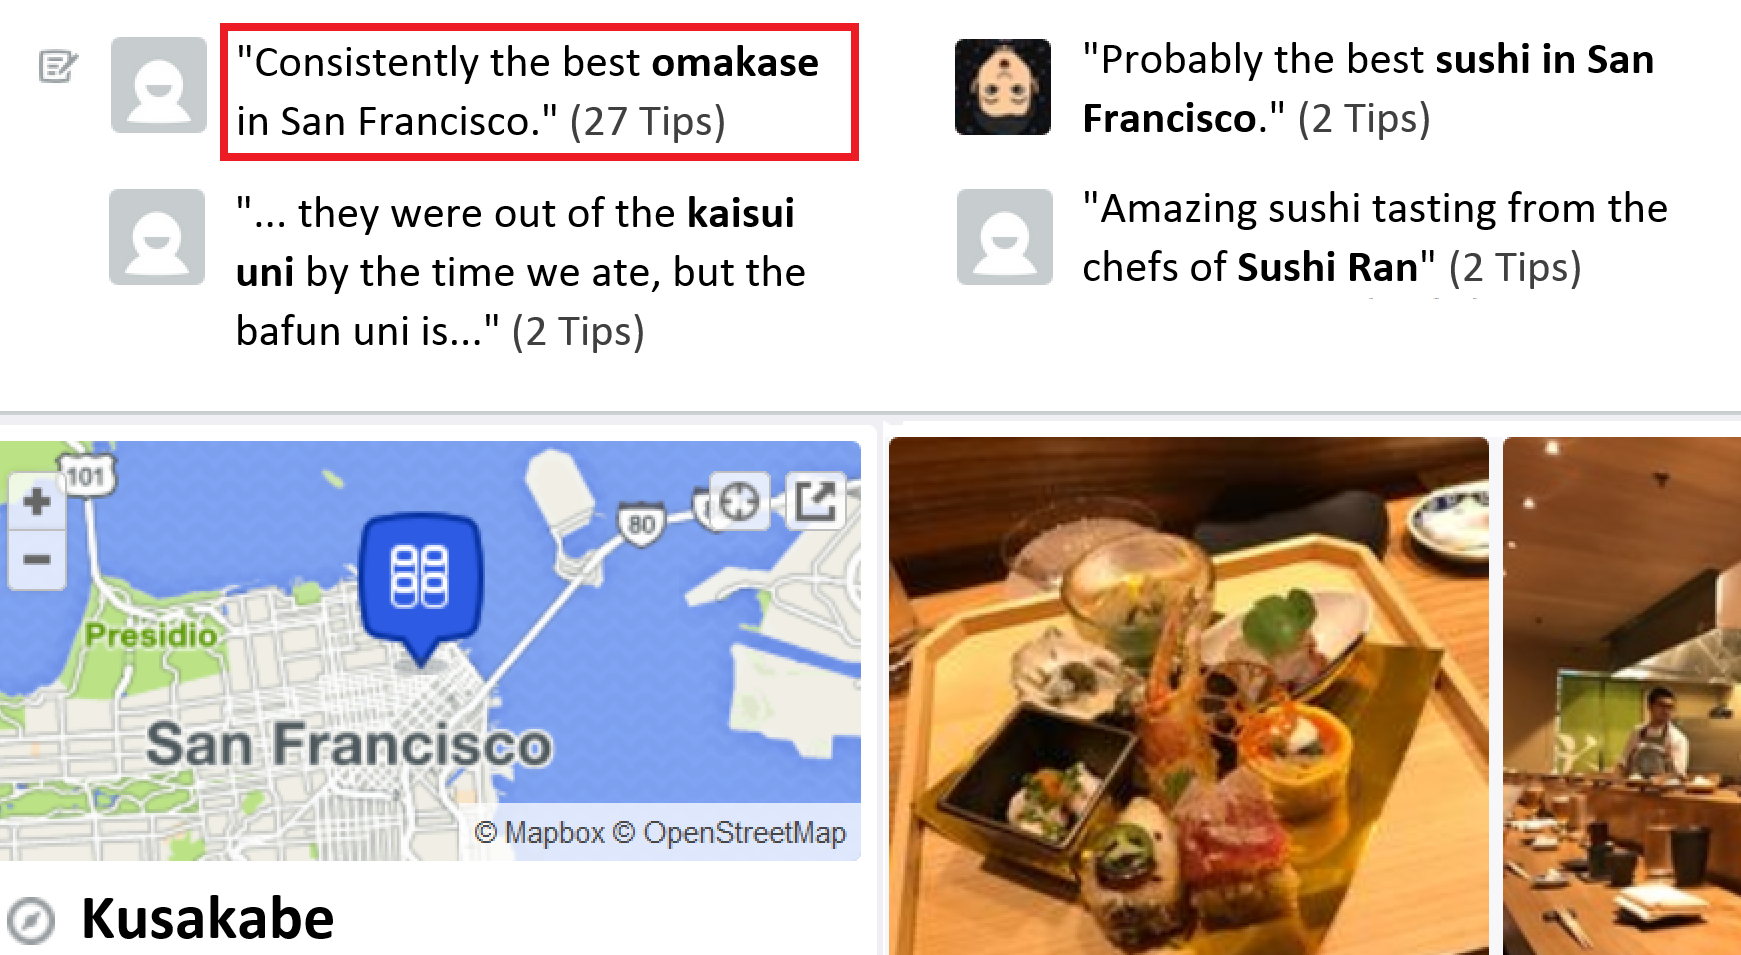 "Consistently the best omakase
in San Francisco." (27 Tips)
"Probably the best sushi in San
Francisco." (2 Tips)
"... they were out of the kaisui
uni by the time we ate, but the
bafun uni is..." (2 Tips)
"Amazing sushi tasting from the
chefs of Sushi Ran" (2 Tips)
101
80
Presidio
San Francisco
© Mapbox © OpenStreetMap
Kusakabe